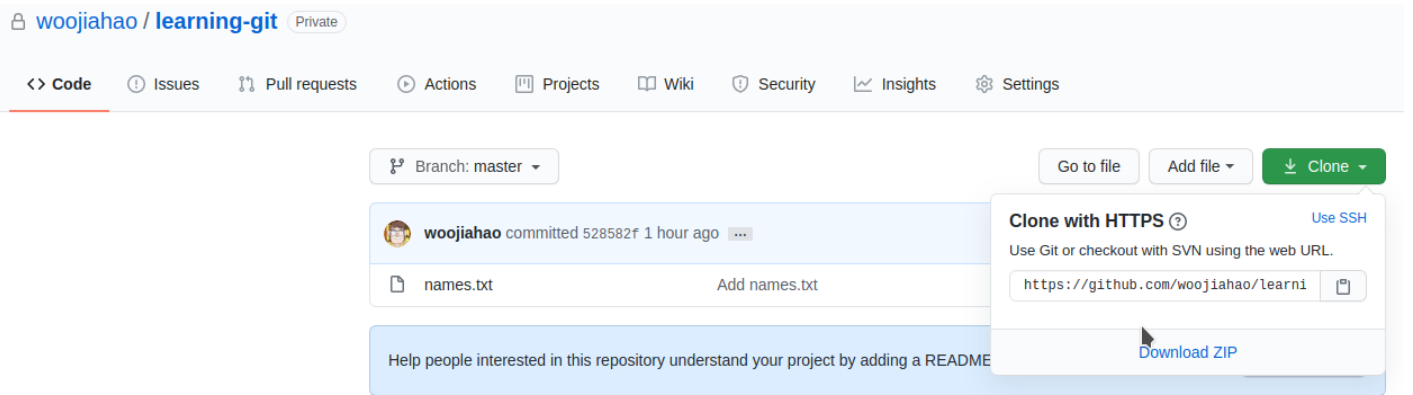 woojiahao / learning-git Private
<> Code Issues Pull requests Actions Projects Wiki Security Insights Settings
Branch: master Go to file Add file Clone
Clone with HTTPS Use SSH
Use Git or checkout with SVN using the web URL.
https://github.com/woojiahao/learni
Download ZIP
woojiahao committed 528582f 1 hour ago ...
names.txt Add names.txt
Help people interested in this repository understand your project by adding a README